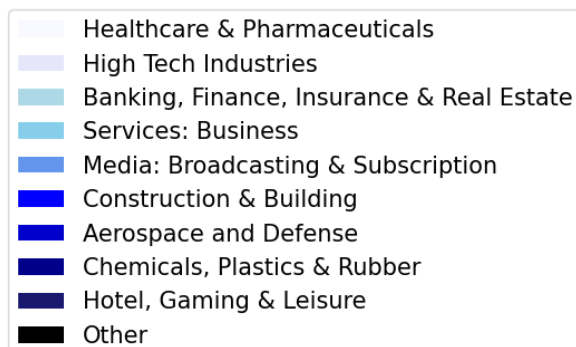 Healthcare & Pharmaceuticals
High Tech Industries
Banking, Finance, Insurance & Real Estate
Services: Business
Media: Broadcasting & Subscription
Construction & Building
Aerospace and Defense
Chemicals, Plastics & Rubber
Hotel, Gaming & Leisure
Other